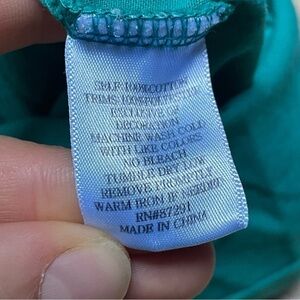 SELF: 100% COTTON
TRIMS: 100% POLYESTER
EXCLUSIVE OF
DECORATION
MACHINE WASH COLD
WITH LIKE COLORS
NO BLEACH
TUMBLE DRY LOW
REMOVE PROMPTLY
WARM IRON IF NEEDED
RN#87291
MADE IN CHINA